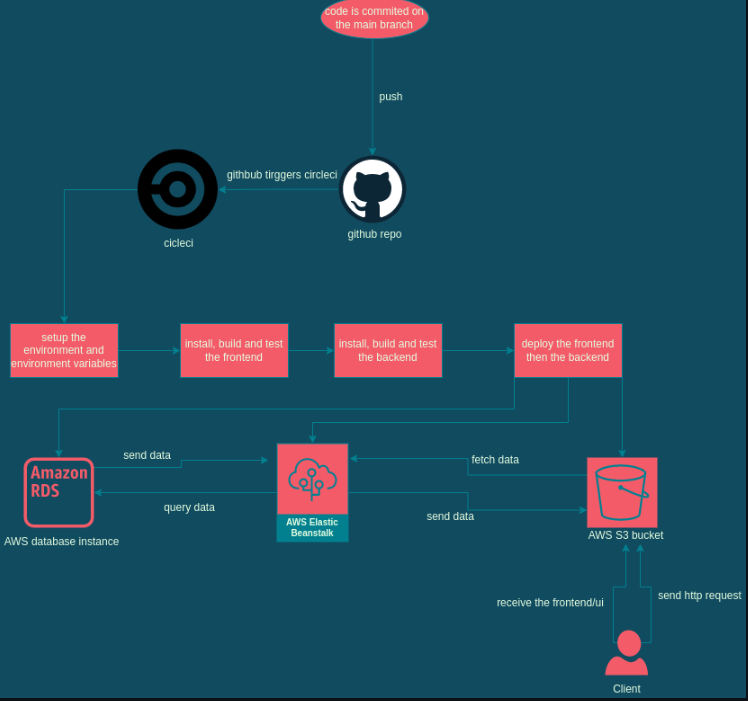 code is commited on
the main branch
push
githbub tirggers circleci
github repo
cicleci
setup the
environment and
environment variables
install, build and test
the frontend
install, build and test
the backend
deploy the frontend
then the backend
send data
fetch data
Amazon
RDS
query data
send data
AWS Elastic
Beanstalk
AWS S3 bucket
AWS database instance
receive the frontend/ui
send http request
Client